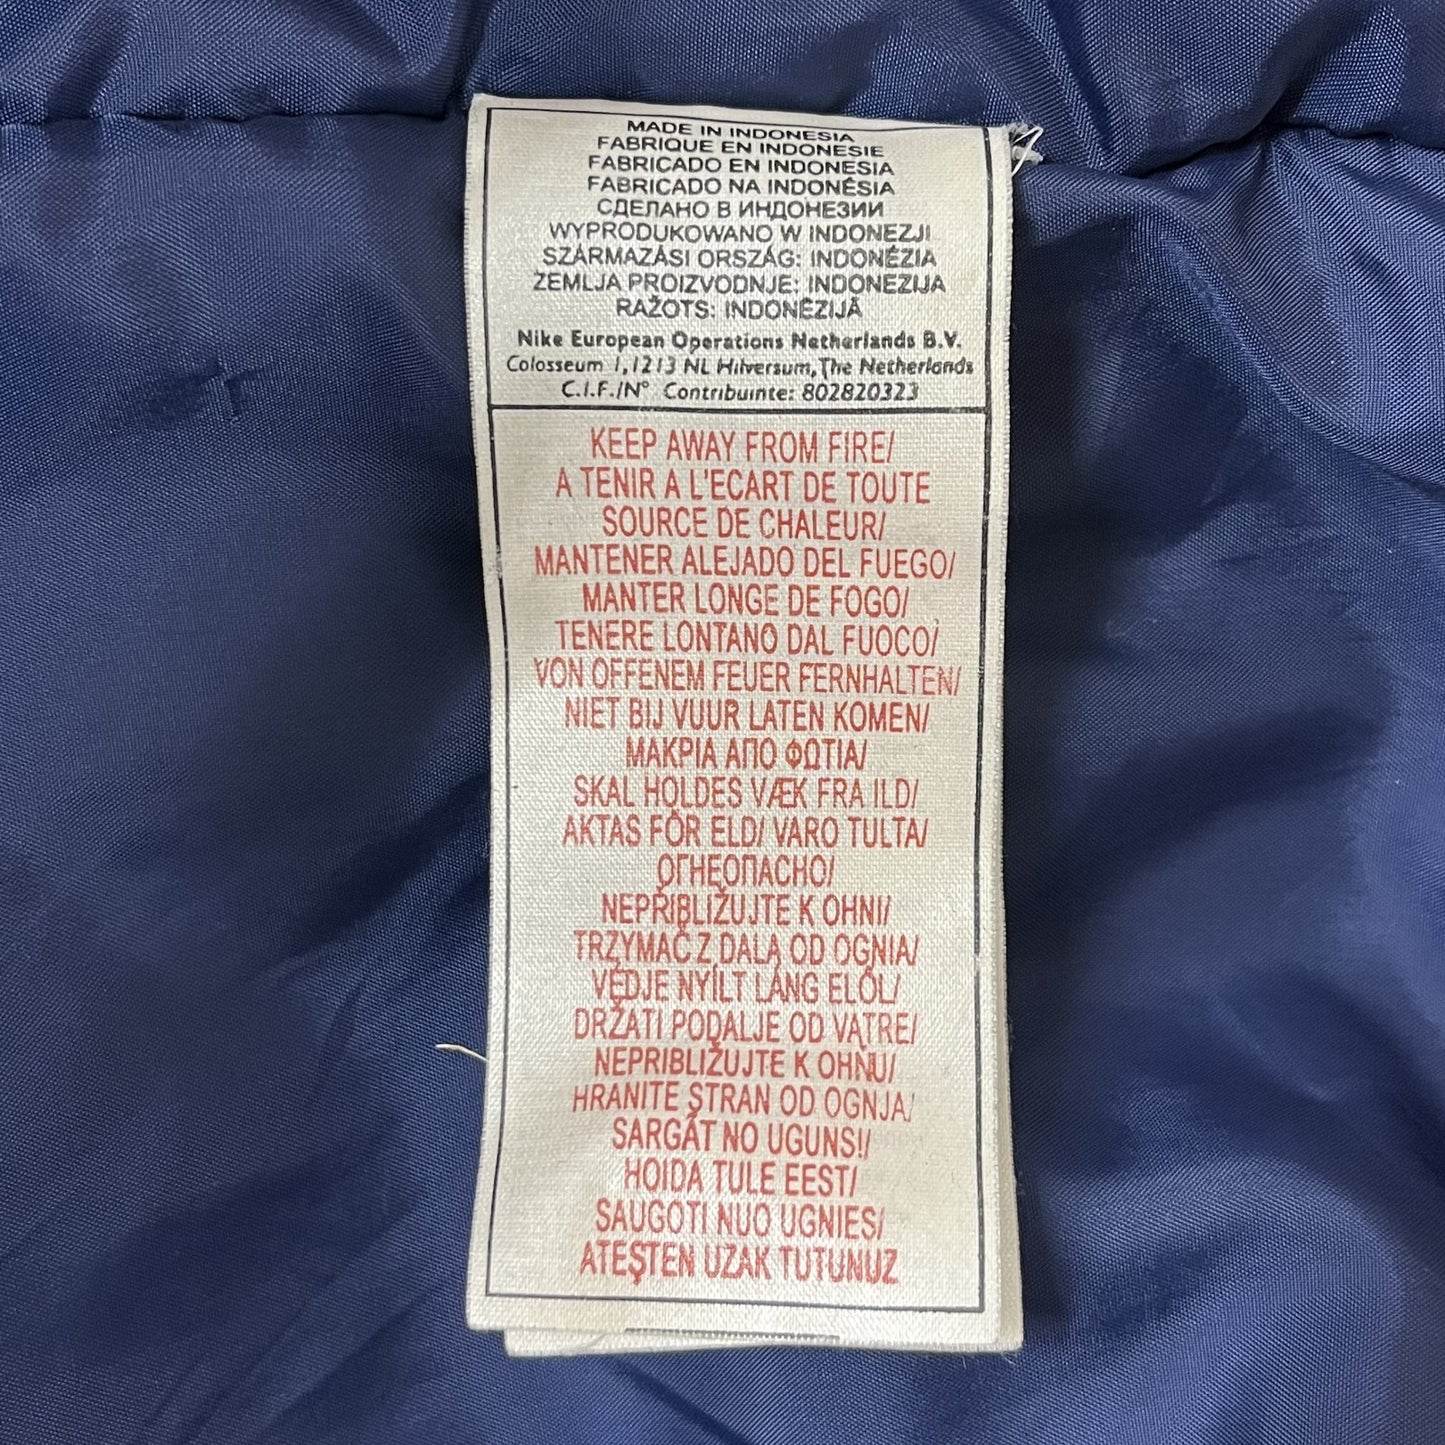 MADE IN INDONESIA
FABRIQUE EN INDONESIE
FABRICADO EN INDONESIA
FABRICADO NA INDONÉSIA
СДЕЛАНО В ИНДОНЕЗИИ
WYPRODUKOWANO W INDONEZJI
SZÁRMAZÁSI ORSZÁG: INDONÉZIA
ZEMLJA PROIZVODNJE: INDONEZIJA
RAŽOTS: INDONĒZIJĀ
Nike European Operations Netherlands B.V.
Colosseum 1, 1213 NL Hilversum, The Netherlands
C.I.F./N° Contribuinte: 802820323
KEEP AWAY FROM FIRE/
A TENIR A L'ECART DE TOUTE
SOURCE DE CHALEUR/
MANTENER ALEJADO DEL FUEGO/
MANTER LONGE DE FOGO/
TENERE LONTANO DAL FUOCO/
VON OFFENEM FEUER FERNHALTEN/
NIET BIJ VUUR LATEN KOMEN/
ΜΑΚΡΙΑ ΑΠΟ ΦΩΤΙΑ/
SKAL HOLDES VÆK FRA ILD/
AKTAS FÖR ELD/ VARO TULTA/
ОГНЕОПАСНО/
NEPŘIBLIŽUJTE K OHNI/
TRZYMAĆ Z DALA OD OGNIA/
VÉDJE NYÍLT LÁNG ELŐL/
DRŽATI PODALJE OD VATRE/
NEPRIBLIŽUJTE K OHŇU/
HRANITE STRAN OD OGNJA/
SARGĀT NO UGUNS!/
HOIDA TULE EEST/
SAUGOTI NUO UGNIES/
ATEŞTEN UZAK TUTUNUZ